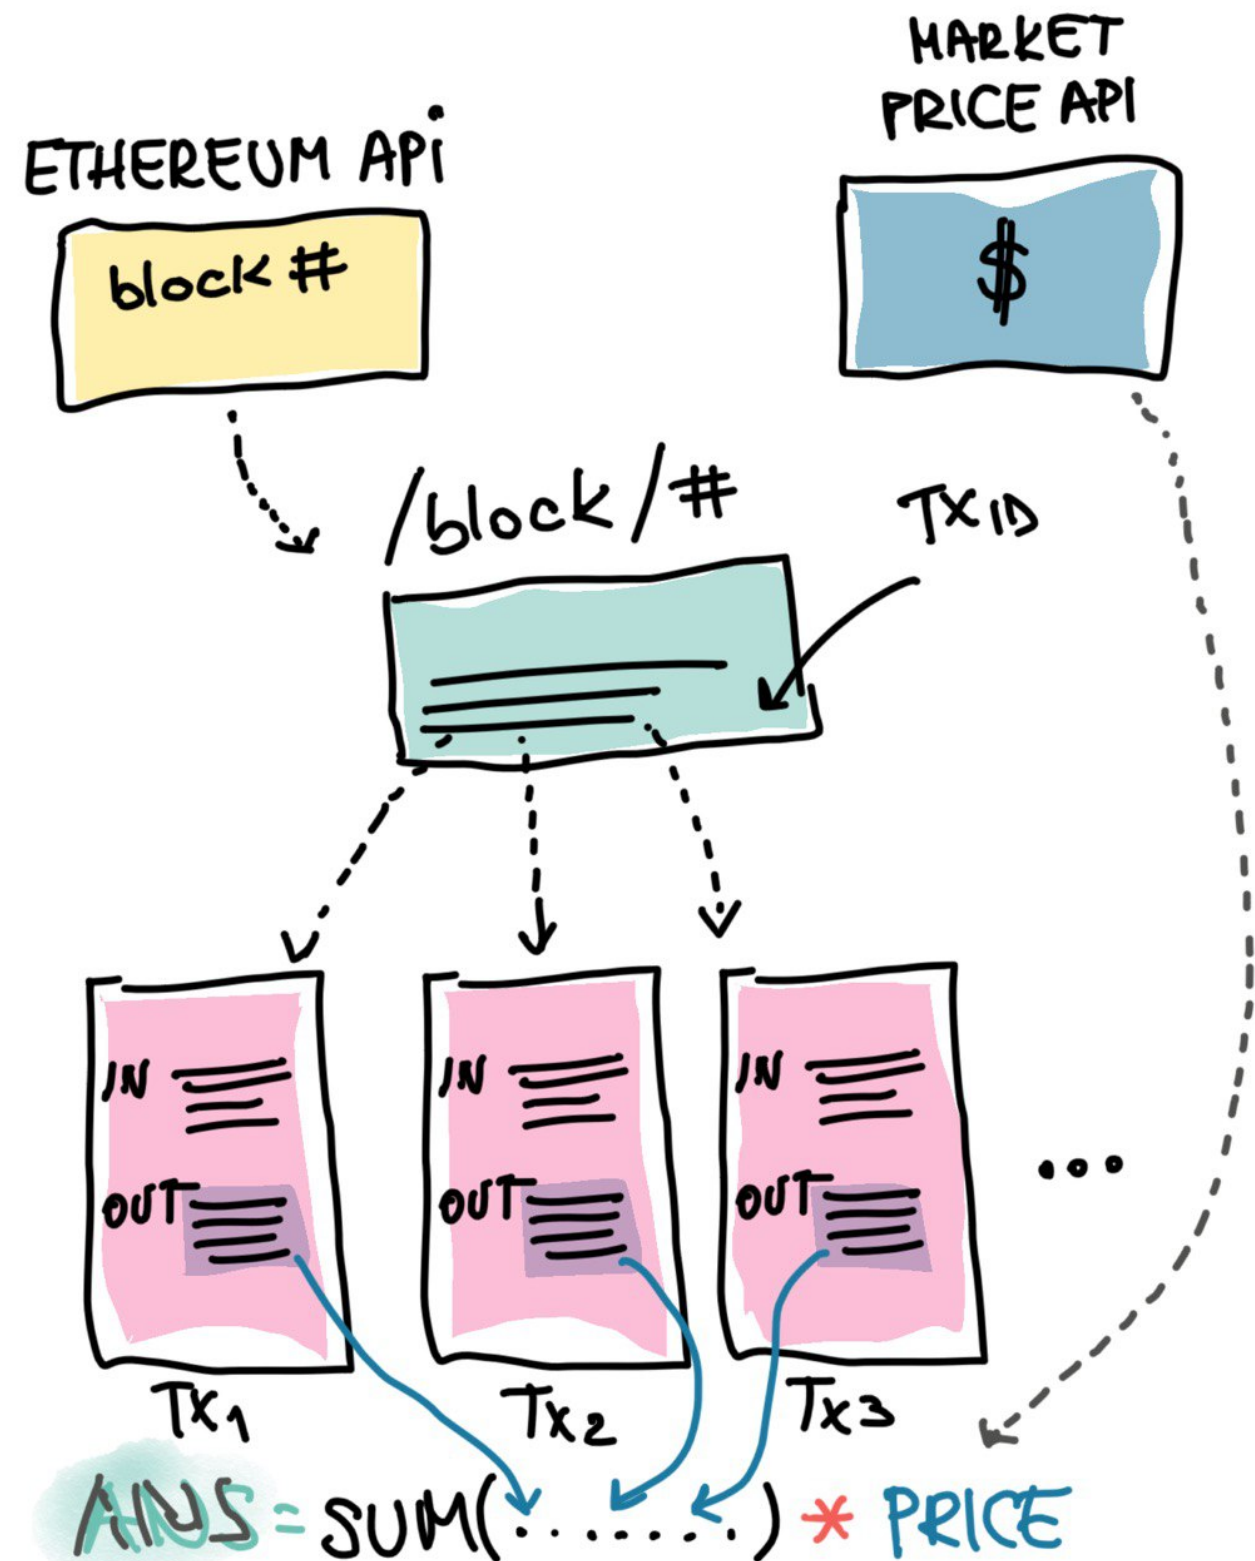 MARKET
PRICE API
ETHEREUM APi
block #
$
/block/#
TX ID
IN
OUT
IN
OUT
IN
OUT
...
TX1
TX2
TX3
ANS = SUM(........) * PRICE